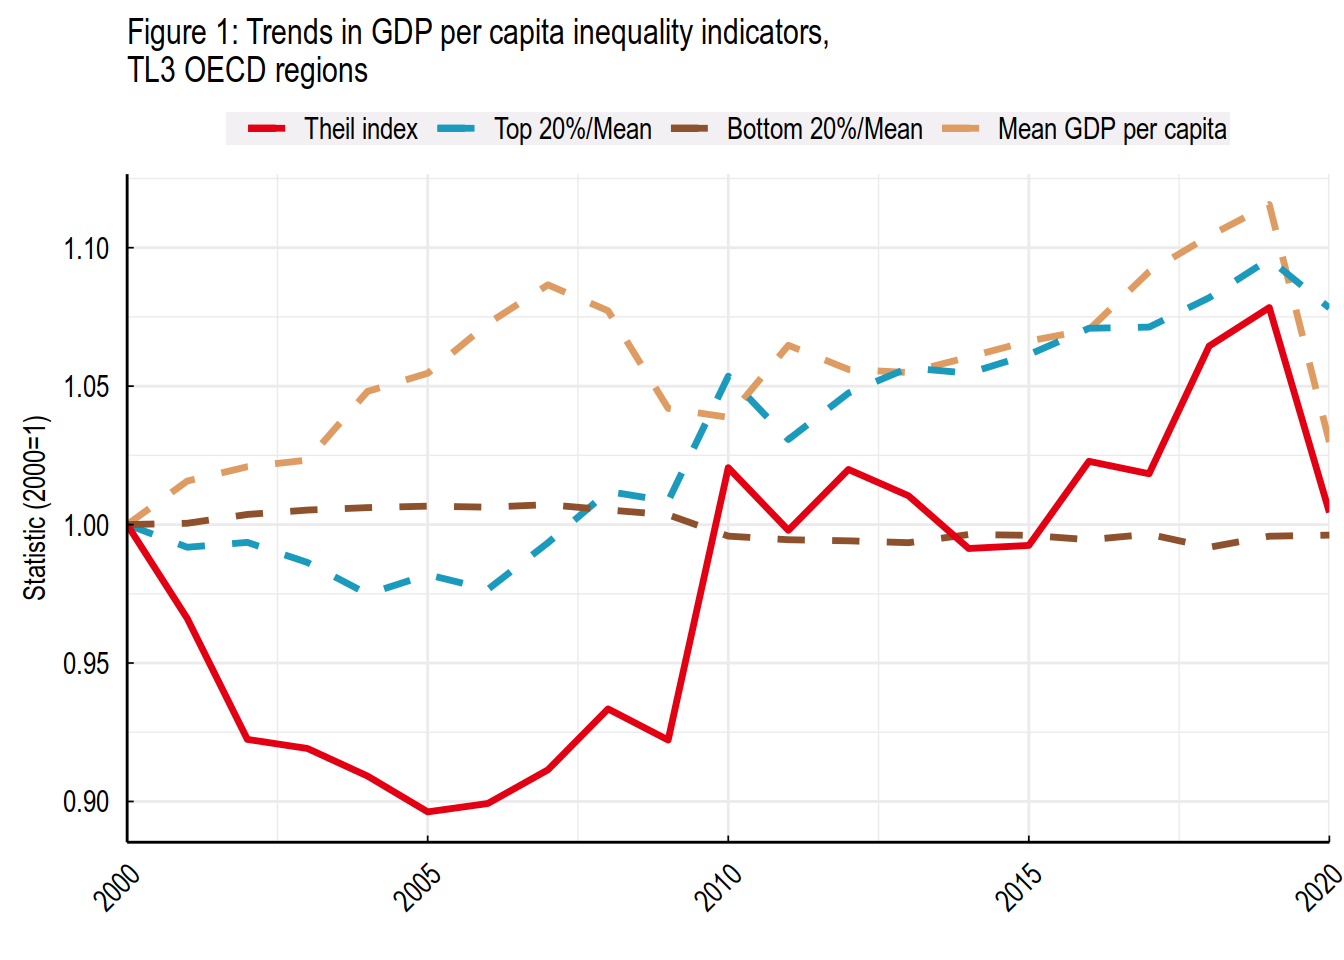 Figure 1: Trends in GDP per capita inequality indicators,
TL3 OECD regions
Theil index Top 20%/Mean Bottom 20%/Mean Mean GDP per capita
Statistic (2000=1)
1.10
1.05
1.00
0.95
0.90
2000 2005 2010 2015 2020